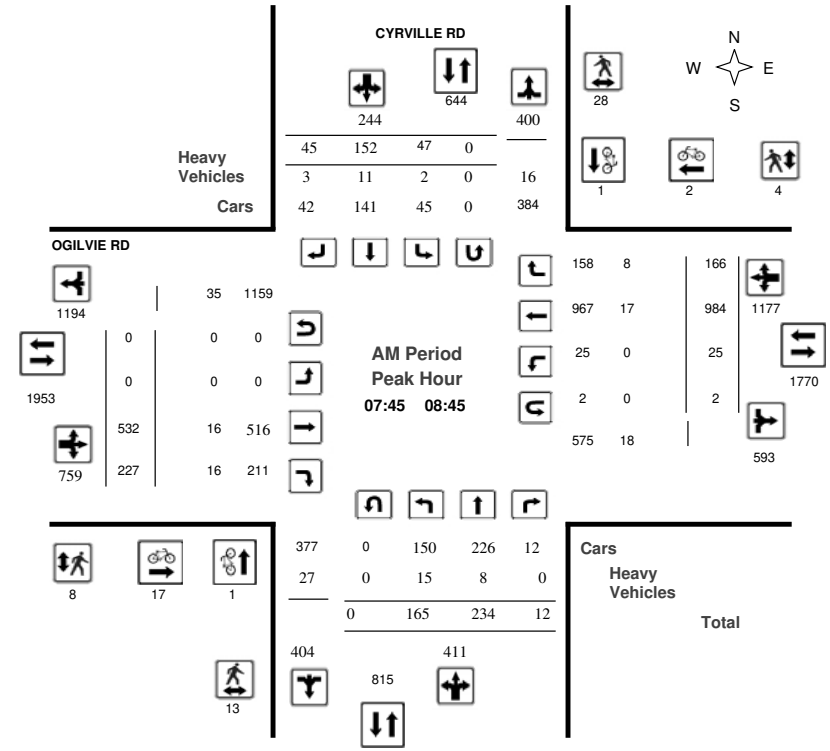 CYRVILLE RD
N
W E
S
644
28
244 400
45 152 47 0
Heavy
Vehicles
3 11 2 0 16
Cars
42 141 45 0 384
1 2 4
OGILVIE RD
1194
35 1159
0 0 0
1953
0 0 0
532 16 516
759
227 16 211
AM Period
Peak Hour
07:45 08:45
158 8 166
967 17 984 1177
25 0 25
1770
2 0 2
575 18
593
8 17 1
377 0 150 226 12
27 0 15 8 0
0 165 234 12
Cars
Heavy
Vehicles
Total
404 411
815
13